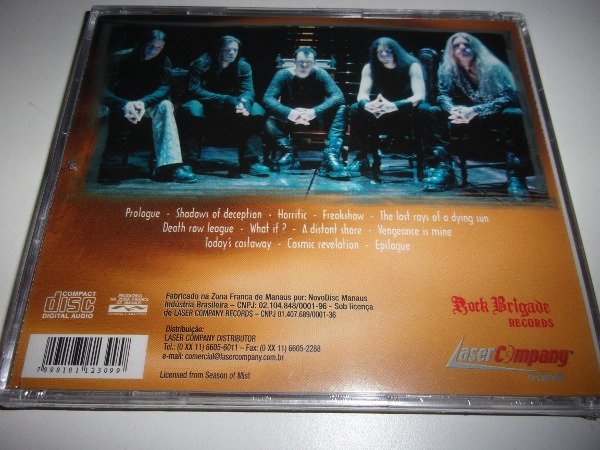 Prologue - Shadows of deception - Horrific - Freakshow - The last rays of a dying sun
Death row league - What if ? - A distant shore - Vengeance is mine
Today's castaway - Cosmic revelation - Epilogue
COMPACT
disc
DIGITAL AUDIO
Fabricado na Zona Franca de Manaus por: NovoDisc Manaus
Indústria Brasileira - CNPJ: 02.104.848/0001-96 - Sob licença
de LASER COMPANY RECORDS - CNPJ 01.407.689/0001-36
Distribuição:
LASER COMPANY DISTRIBUTOR
Tel.: (0 XX 11) 6605-6011 - Fax: (0 XX 11) 6605-2288
e-mail: comercial@lasercompany.com.br
Licensed from Season of Mist
7898181123099
Rock Brigade
RECORDS
Laser Company
RECORDS